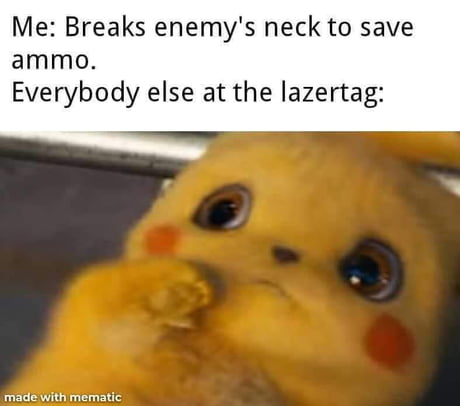 Me: Breaks enemy's neck to save
ammo.
Everybody else at the lazertag:
made with mematic